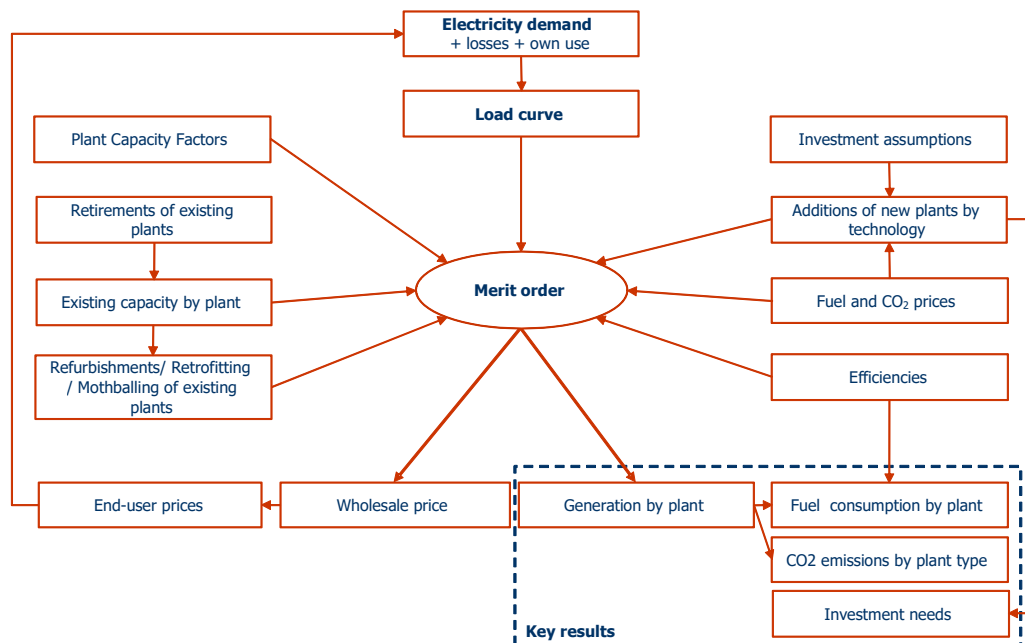 Electricity demand
+ losses + own use
Load curve
Plant Capacity Factors
Investment assumptions
Retirements of existing
plants
Additions of new plants by
technology
Existing capacity by plant
Merit order
Fuel and CO₂ prices
Refurbishments/ Retrofitting
/ Mothballing of existing
plants
Efficiencies
End-user prices
Wholesale price
Generation by plant
Fuel consumption by plant
CO2 emissions by plant type
Investment needs
Key results